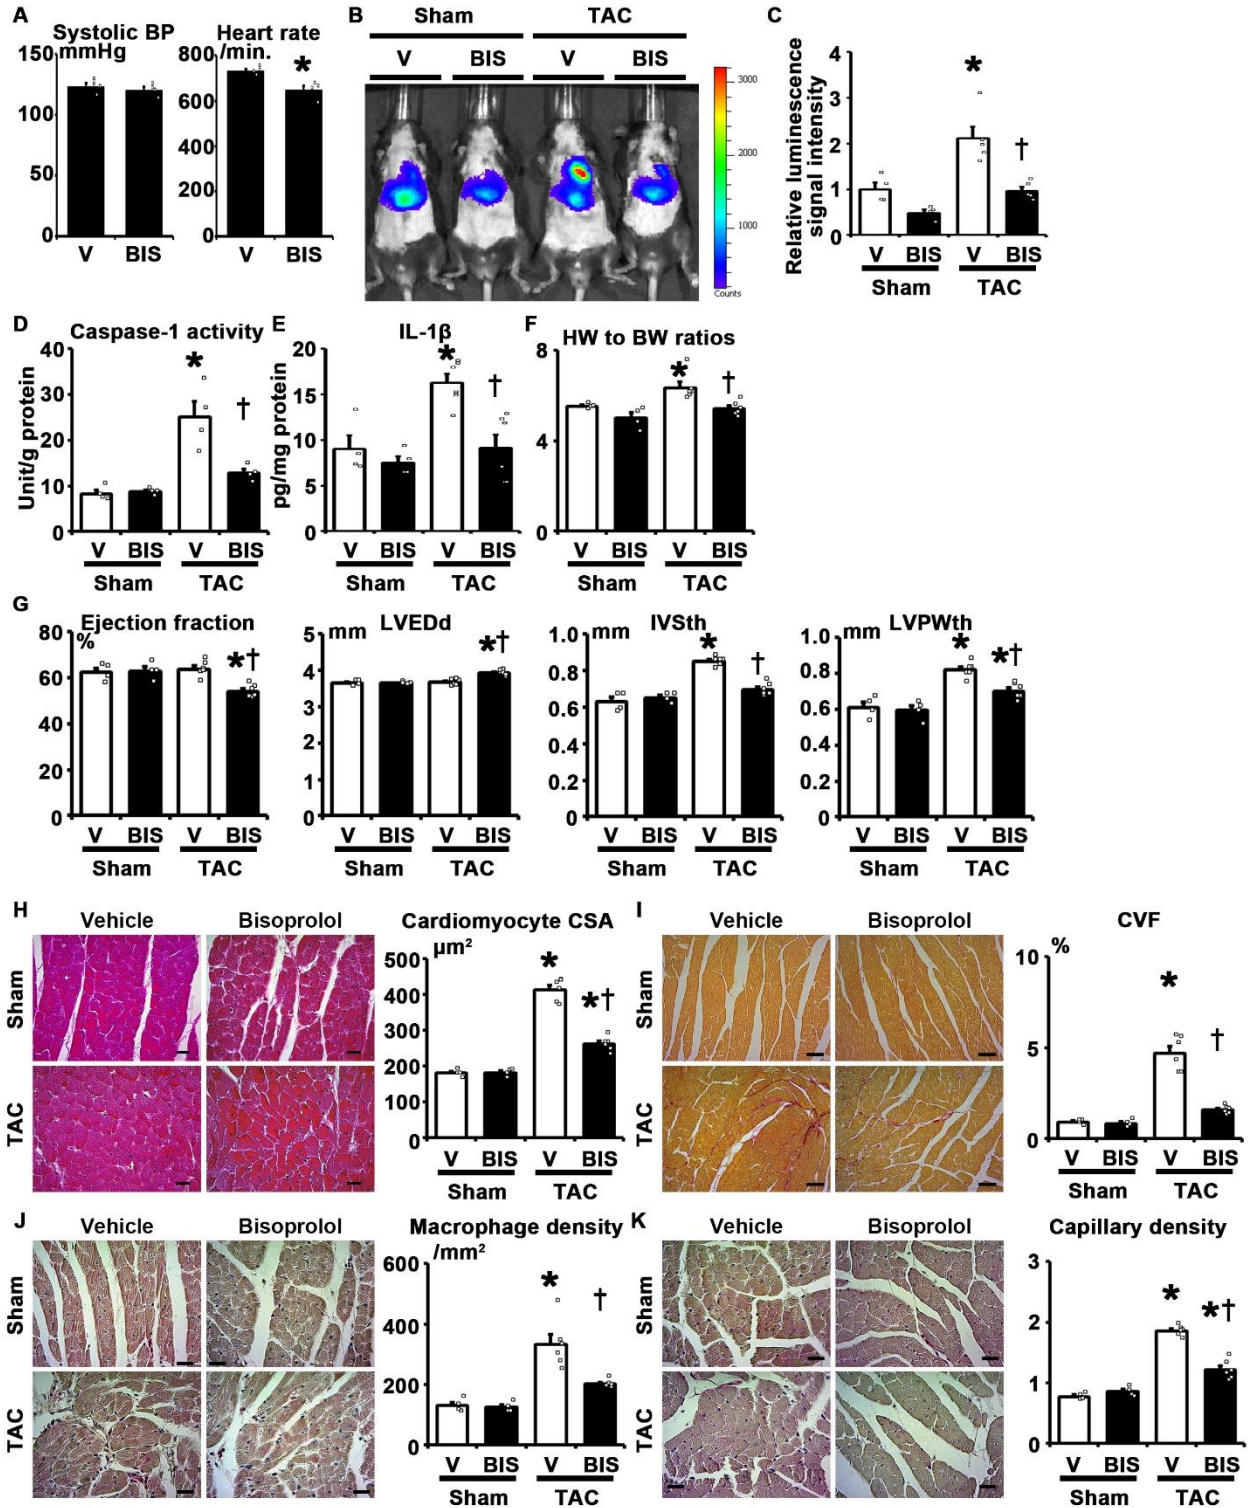 A
Systolic BP
mmHg
150
100
50
0
V BIS
Heart rate
/min.
800
600
400
200
0
*
V BIS
B
Sham TAC
V BIS V BIS
3000
2000
1000
Counts
C
Relative luminescence
signal intensity
4
3
2
1
0
*
†
V BIS V BIS
Sham TAC
D
Caspase-1 activity
Unit/g protein
40
30
20
10
0
*
†
V BIS V BIS
Sham TAC
E
IL-1β
pg/mg protein
20
15
10
5
0
*
†
V BIS V BIS
Sham TAC
F
HW to BW ratios
8
4
0
*
†
V BIS V BIS
Sham TAC
G
Ejection fraction
%
80
60
40
20
0
*†
V BIS V BIS
Sham TAC
LVEDd
mm
5
4
3
2
1
0
*†
V BIS V BIS
Sham TAC
IVSth
mm
1.0
0.8
0.6
0.4
0.2
0
*
†
V BIS V BIS
Sham TAC
LVPWth
mm
1.0
0.8
0.6
0.4
0.2
0
*
*†
V BIS V BIS
Sham TAC
H
Vehicle Bisoprolol
Sham
TAC
Cardiomyocyte CSA
μm²
500
400
300
200
100
0
*
*†
V BIS V BIS
Sham TAC
I
Vehicle Bisoprolol
Sham
TAC
CVF
%
10
5
0
*
†
V BIS V BIS
Sham TAC
J
Vehicle Bisoprolol
Sham
TAC
Macrophage density
/mm²
600
400
200
0
*
†
V BIS V BIS
Sham TAC
K
Vehicle Bisoprolol
Sham
TAC
Capillary density
3
2
1
0
*
*†
V BIS V BIS
Sham TAC